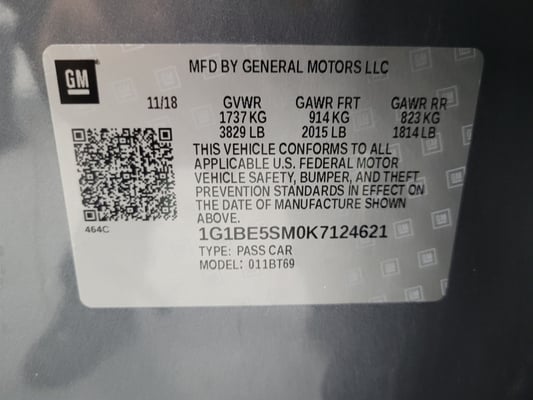 GM
MFD BY GENERAL MOTORS LLC
11/18 GVWR GAWR FRT GAWR RR
1737 KG 914 KG 823 KG
3829 LB 2015 LB 1814 LB
THIS VEHICLE CONFORMS TO ALL
APPLICABLE U.S. FEDERAL MOTOR
VEHICLE SAFETY, BUMPER, AND THEFT
PREVENTION STANDARDS IN EFFECT ON
THE DATE OF MANUFACTURE SHOWN
ABOVE.
464C
1G1BE5SM0K7124621
TYPE: PASS CAR
MODEL: 011BT69